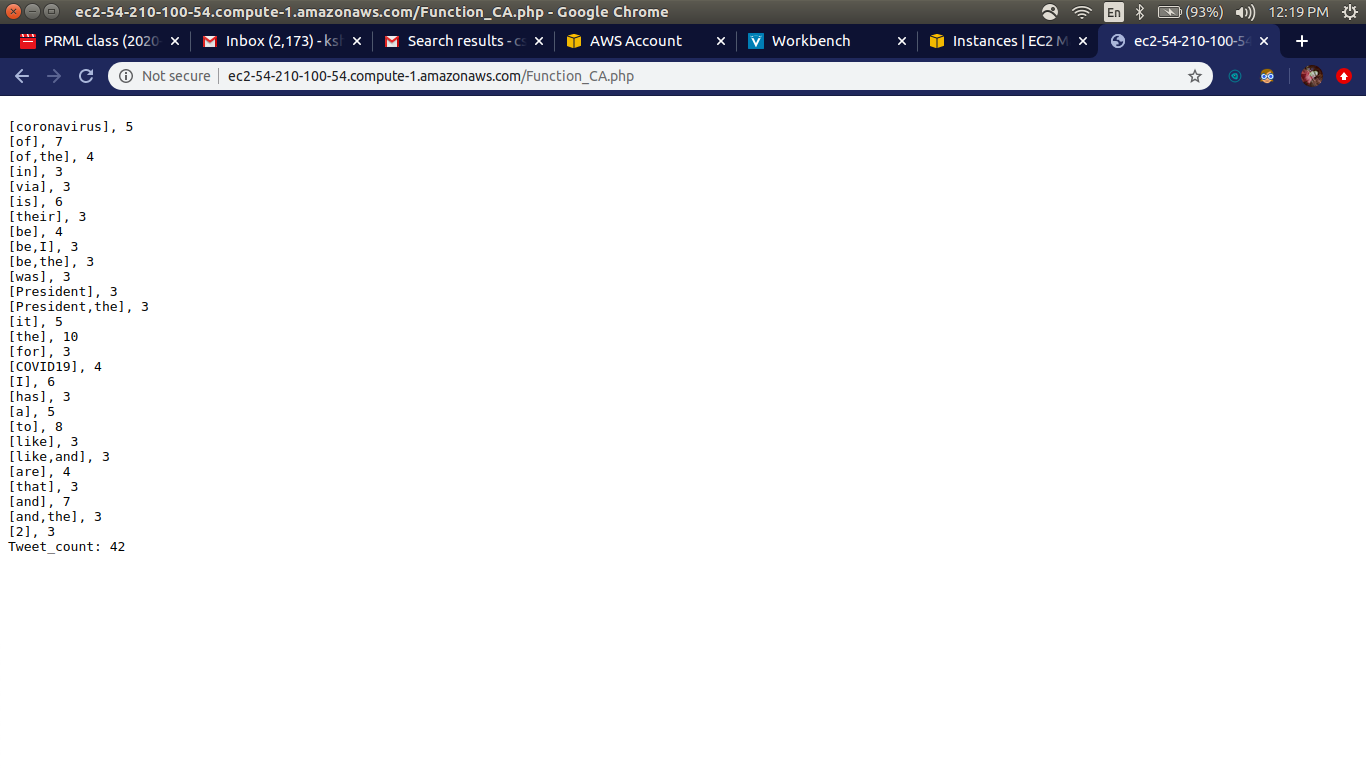 ec2-54-210-100-54.compute-1.amazonaws.com/Function_CA.php - Google Chrome
En (93%) 12:19 PM
PRML class (2020- Inbox (2,173) - ksh Search results - cs AWS Account Workbench Instances | EC2 M ec2-54-210-100-54
Not secure ec2-54-210-100-54.compute-1.amazonaws.com/Function_CA.php
[coronavirus], 5
[of], 7
[of,the], 4
[in], 3
[via], 3
[is], 6
[their], 3
[be], 4
[be,I], 3
[be,the], 3
[was], 3
[President], 3
[President,the], 3
[it], 5
[the], 10
[for], 3
[COVID19], 4
[I], 6
[has], 3
[a], 5
[to], 8
[like], 3
[like,and], 3
[are], 4
[that], 3
[and], 7
[and,the], 3
[2], 3
Tweet_count: 42